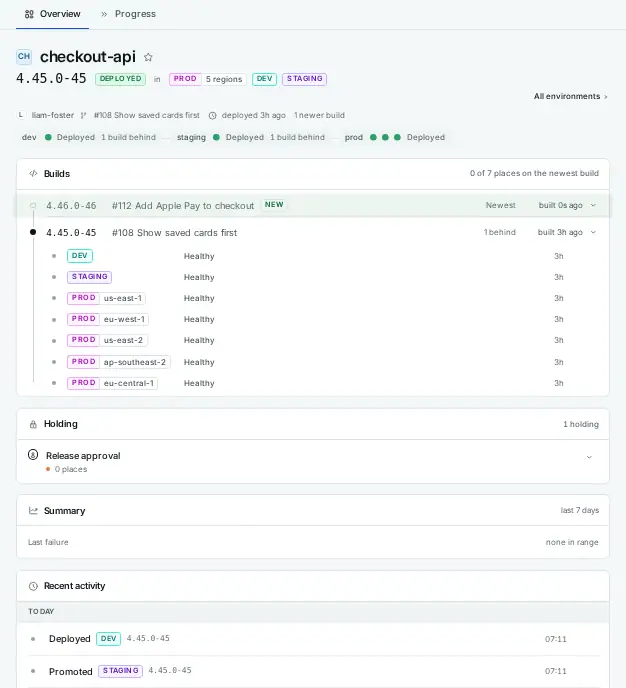 Overview Progress
CH checkout-api
4.45.0-45 DEPLOYED in PROD 5 regions DEV STAGING
All environments ›
L liam-foster #108 Show saved cards first deployed 3h ago 1 newer build
dev Deployed 1 build behind staging Deployed 1 build behind prod Deployed
Builds 0 of 7 places on the newest build
4.46.0-46 #112 Add Apple Pay to checkout NEW Newest built 0s ago
4.45.0-45 #108 Show saved cards first 1 behind built 3h ago
DEV Healthy 3h
STAGING Healthy 3h
PROD us-east-1 Healthy 3h
PROD eu-west-1 Healthy 3h
PROD us-east-2 Healthy 3h
PROD ap-southeast-2 Healthy 3h
PROD eu-central-1 Healthy 3h
Holding 1 holding
Release approval
0 places
Summary last 7 days
Last failure none in range
Recent activity
TODAY
Deployed DEV 4.45.0-45 07:11
Promoted STAGING 4.45.0-45 07:11